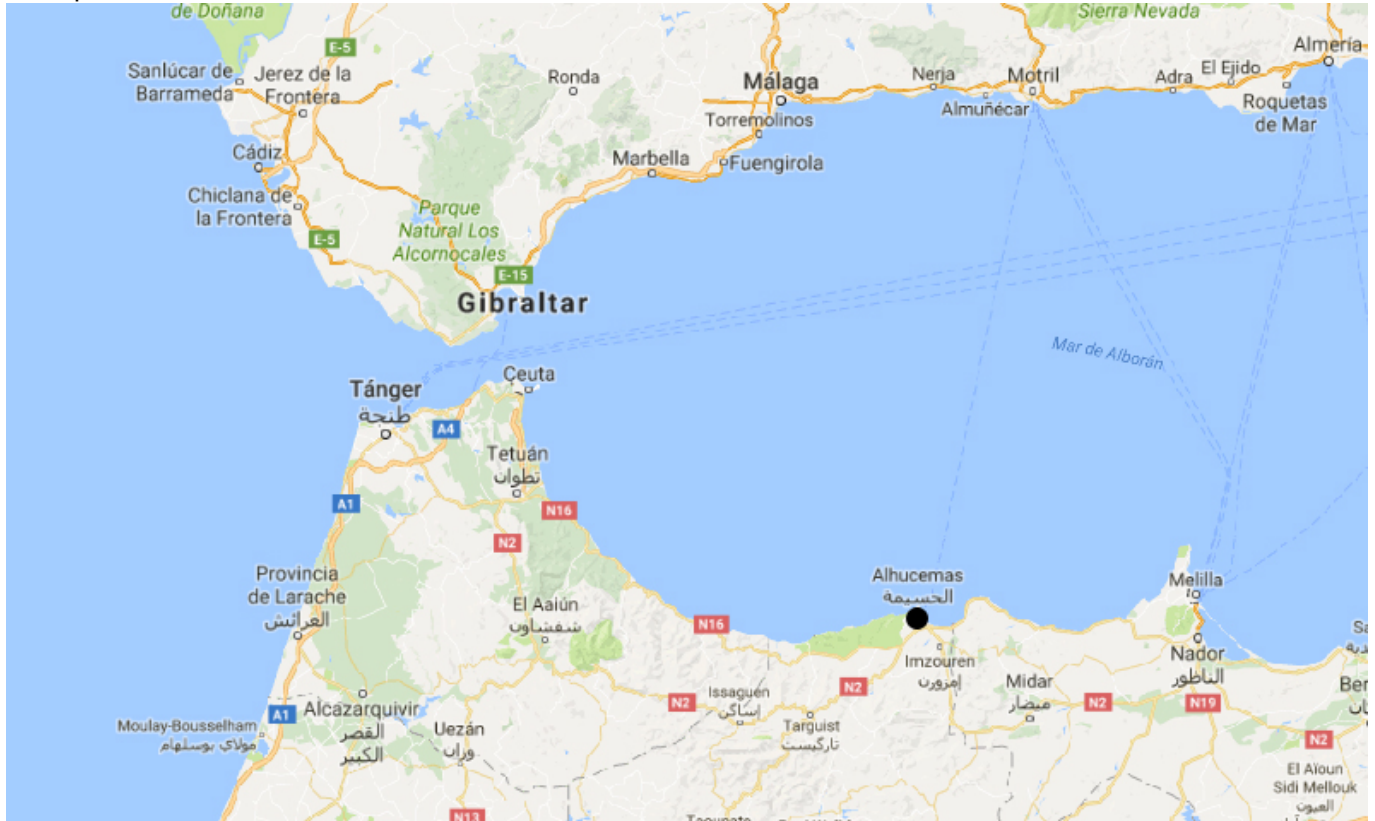 de Doñana
Sierra Nevada
E-5
Almería
Sanlúcar de
Barrameda
Jerez de la
Frontera
Ronda
Málaga
Nerja
Motril
Adra
El Ejido
Almuñécar
Roquetas
de Mar
Torremolinos
Cádiz
Marbella
Fuengirola
Chiclana de
la Frontera
Parque
Natural Los
Alcornocales
E-5
E-15
Gibraltar
Mar de Alborán
Ceuta
Tánger
طنجة
A4
Tetuán
تطوان
A1
N16
N2
Provincia
de Larache
العرائش
Alhucemas
الحسيمة
Melilla
El Aaiún
شفشاون
N16
Imzouren
إمزورن
Nador
الناظور
N2
Issaguen
إساكن
N2
Midar
ميضار
N2
N19
Targuist
تاركيست
A1
Alcazarquivir
القصر
الكبير
Moulay-Bousselham
مولاي بوسلهام
Uezán
وزان
N2
El Aïoun
Sidi Mellouk
العيون
N13